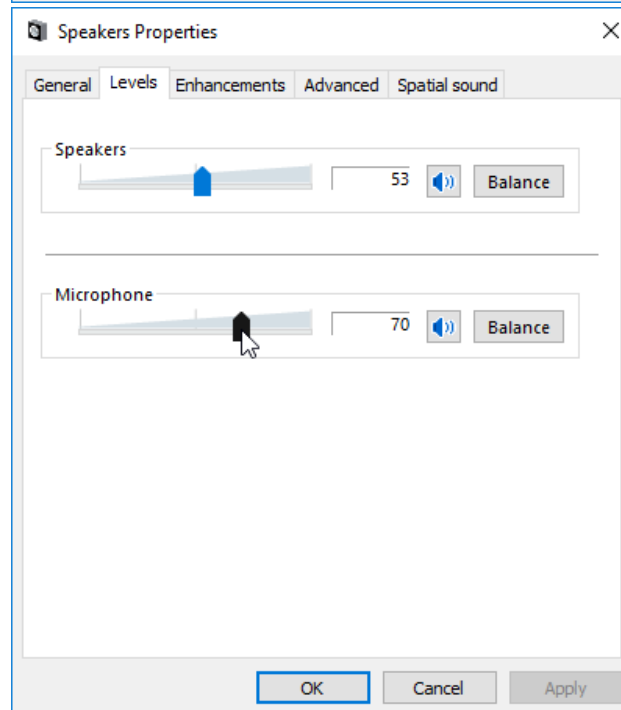 Speakers Properties
General Levels Enhancements Advanced Spatial sound
Speakers
53 Balance
Microphone
70 Balance
OK Cancel Apply